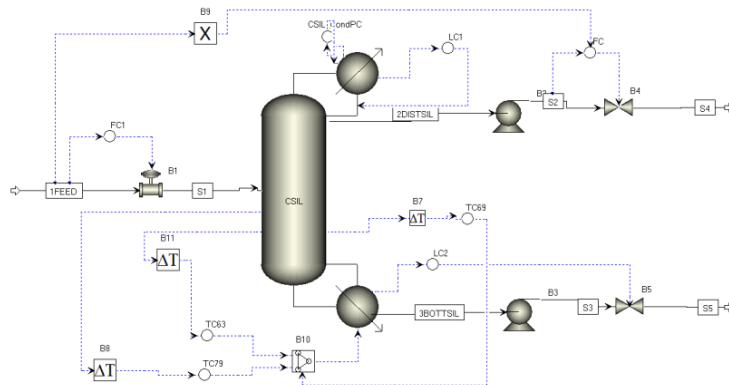 B9
X
CSIL_CondPC
LC1
FC
B4
S2
2DISTSIL
S4
FC1
B1
1FEED
S1
CSIL
B7
ΔT
TC69
B11
ΔT
LC2
B3
B5
3BOTTSIL
S3
S5
TC63
B10
B8
ΔT
TC79